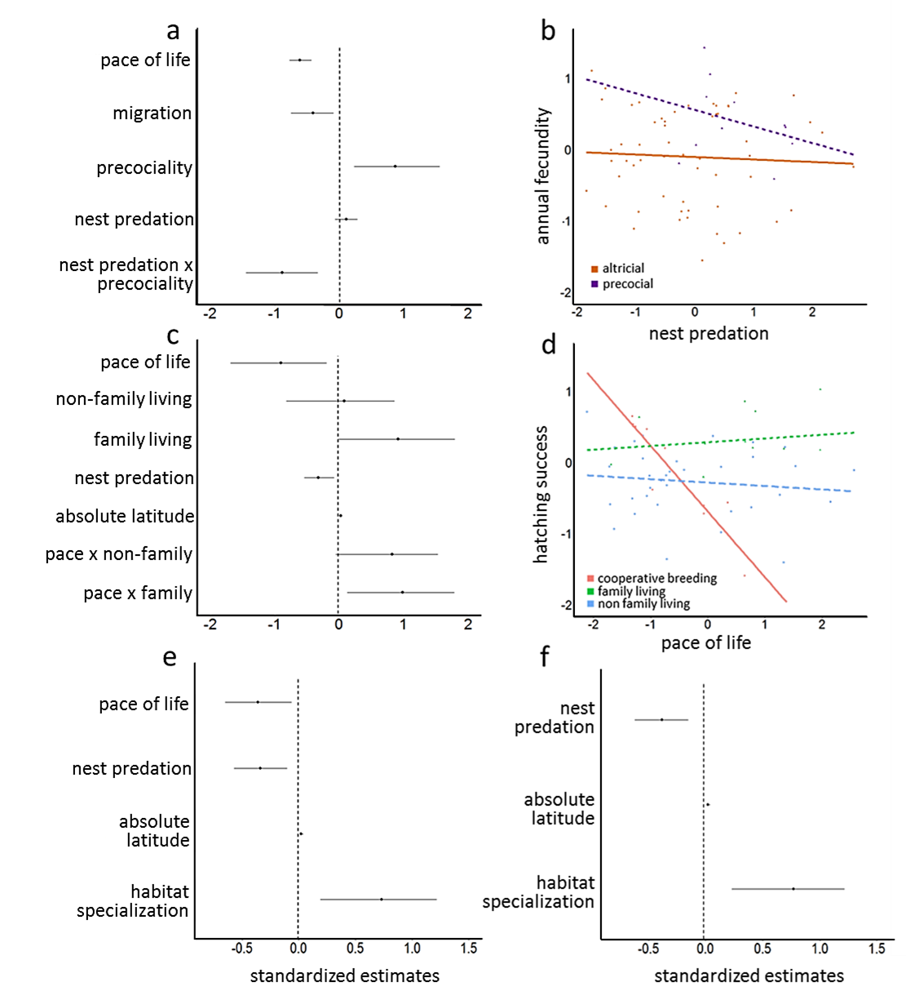 a
pace of life
migration
precociality
nest predation
nest predation x
precociality
-2 -1 0 1 2
b
annual fecundity
1
0
-1
-2
altricial
precocial
-2 -1 0 1 2
nest predation
c
pace of life
non-family living
family living
nest predation
absolute latitude
pace x non-family
pace x family
-2 -1 0 1 2
d
hatching success
1
0
-1
-2
cooperative breeding
family living
non family living
-2 -1 0 1 2
pace of life
e
pace of life
nest predation
absolute
latitude
habitat
specialization
-0.5 0.0 0.5 1.0 1.5
standardized estimates
f
nest
predation
absolute
latitude
habitat
specialization
-0.5 0.0 0.5 1.0 1.5
standardized estimates